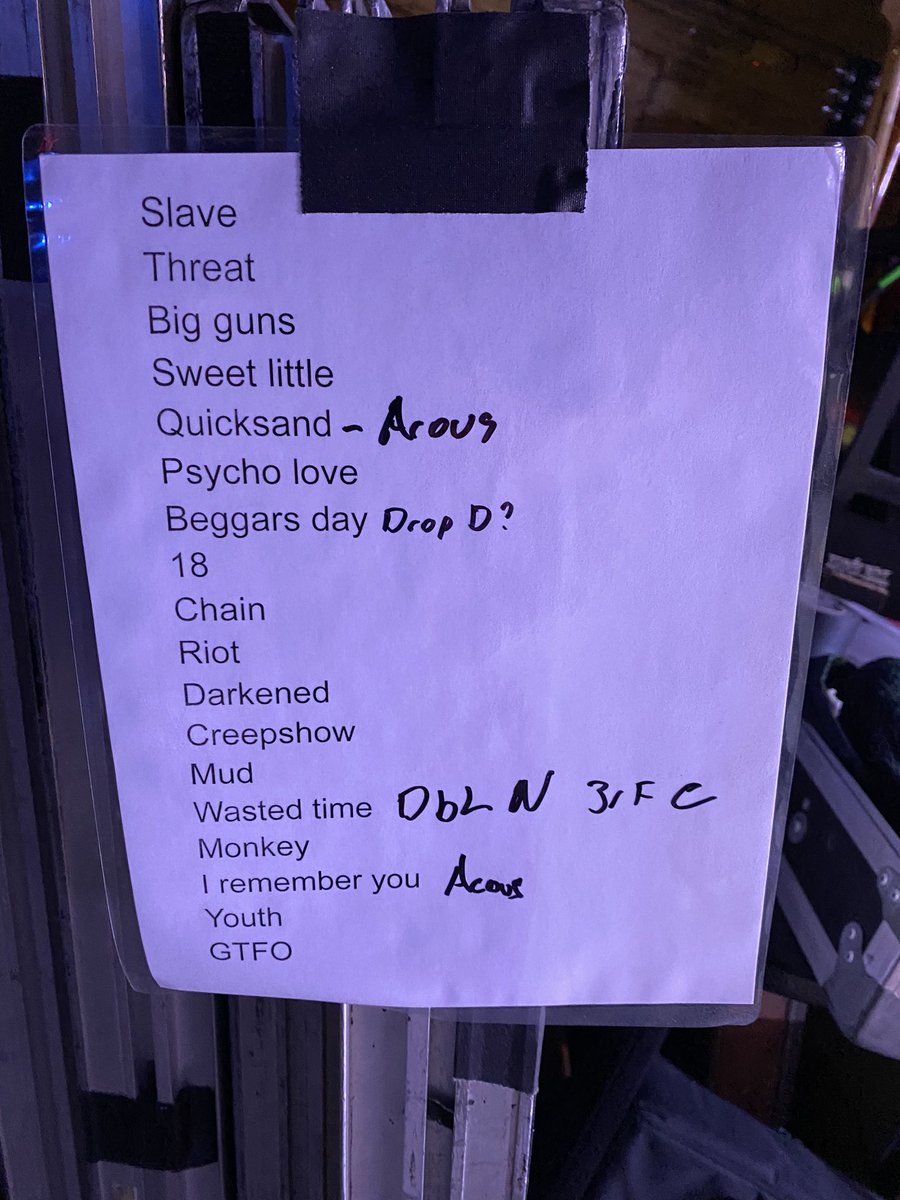 Slave
Threat
Big guns
Sweet little
Quicksand - Acous
Psycho love
Beggars day Drop D?
18
Chain
Riot
Darkened
Creepshow
Mud
Wasted time DbL N
Monkey
I remember you Acous
Youth
GTFO